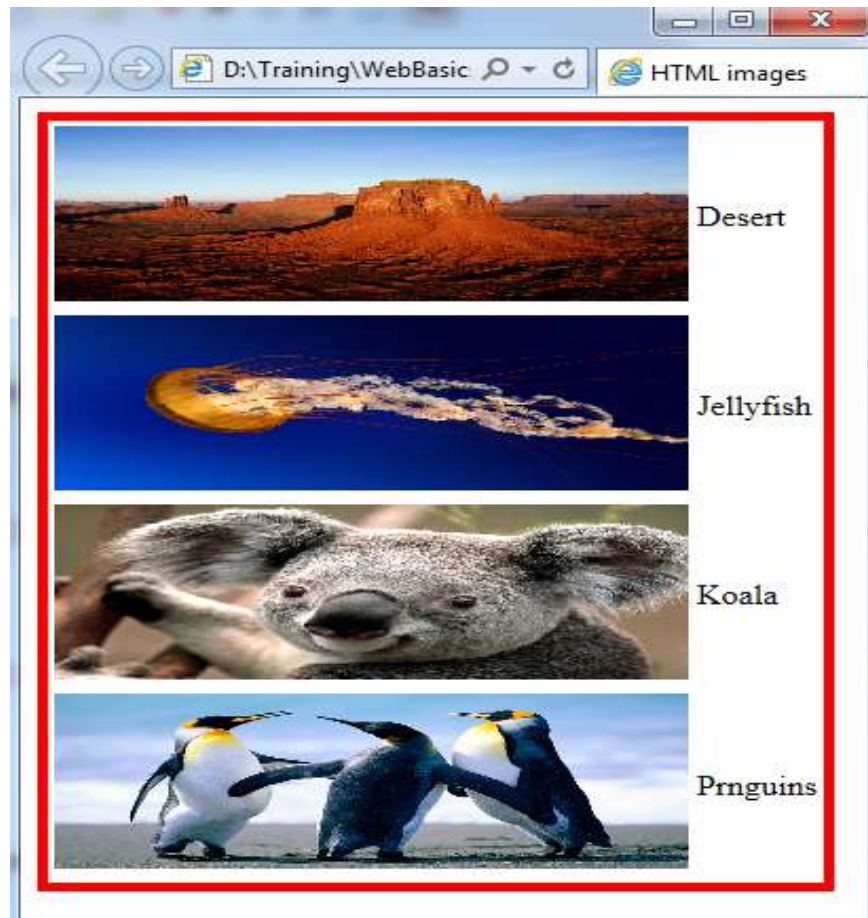 D:\Training\WebBasic
HTML images
Desert
Jellyfish
Koala
Prnguins